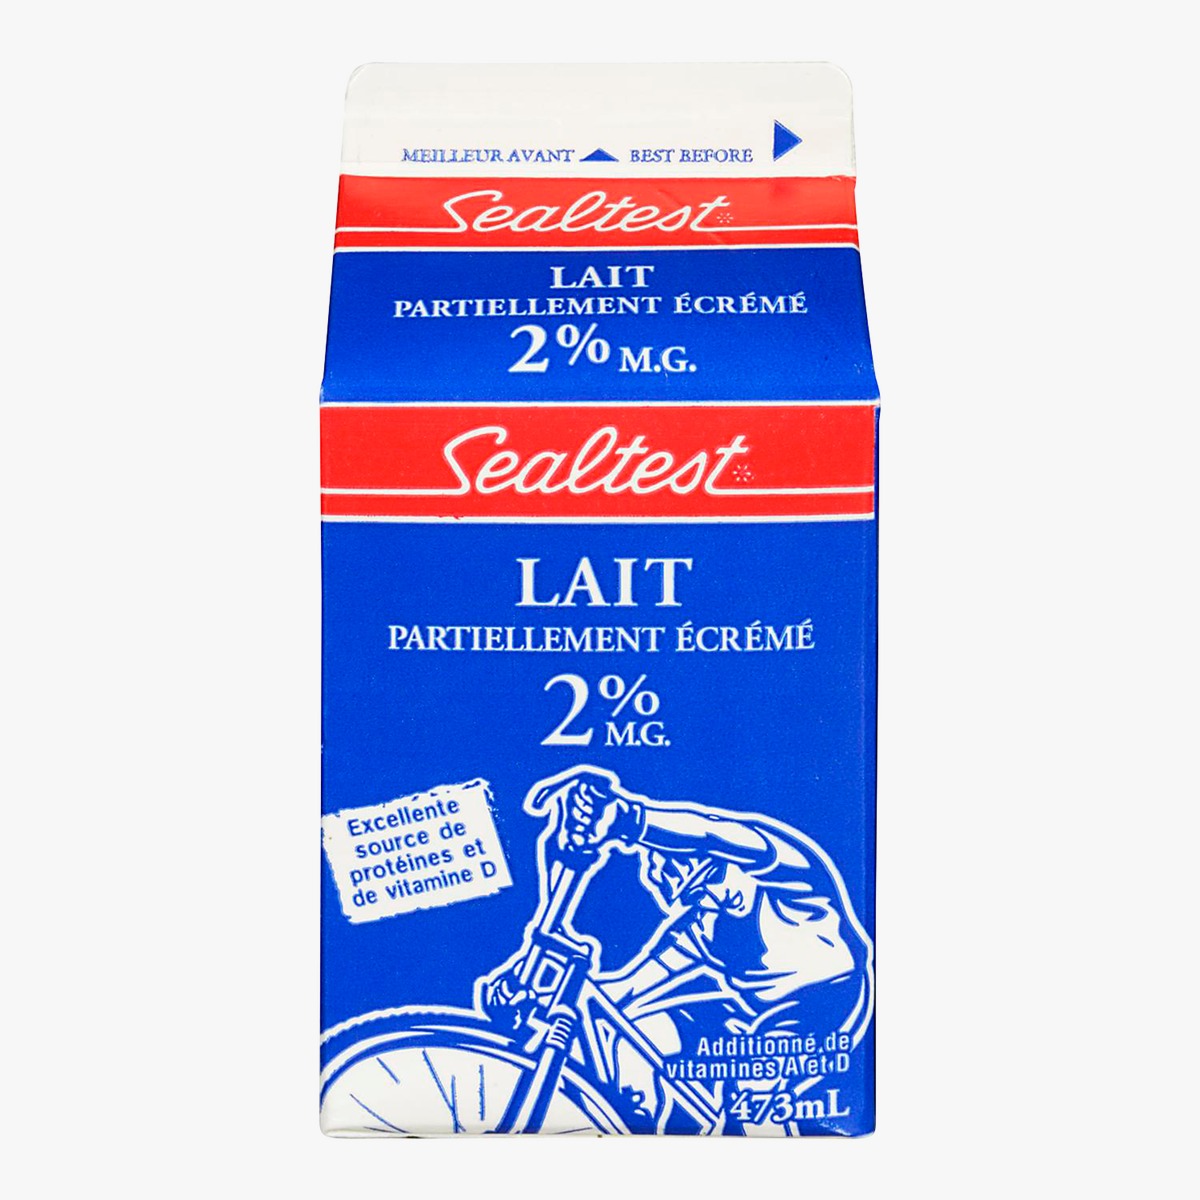 MEILLEUR AVANT BEST BEFORE
Sealtest
LAIT
PARTIELLEMENT ÉCRÉMÉ
2% M.G.
Sealtest
LAIT
PARTIELLEMENT ÉCRÉMÉ
2%
M.G.
Excellente
source de
protéines et
de vitamine D
Additionné de
vitamines A et D
473mL